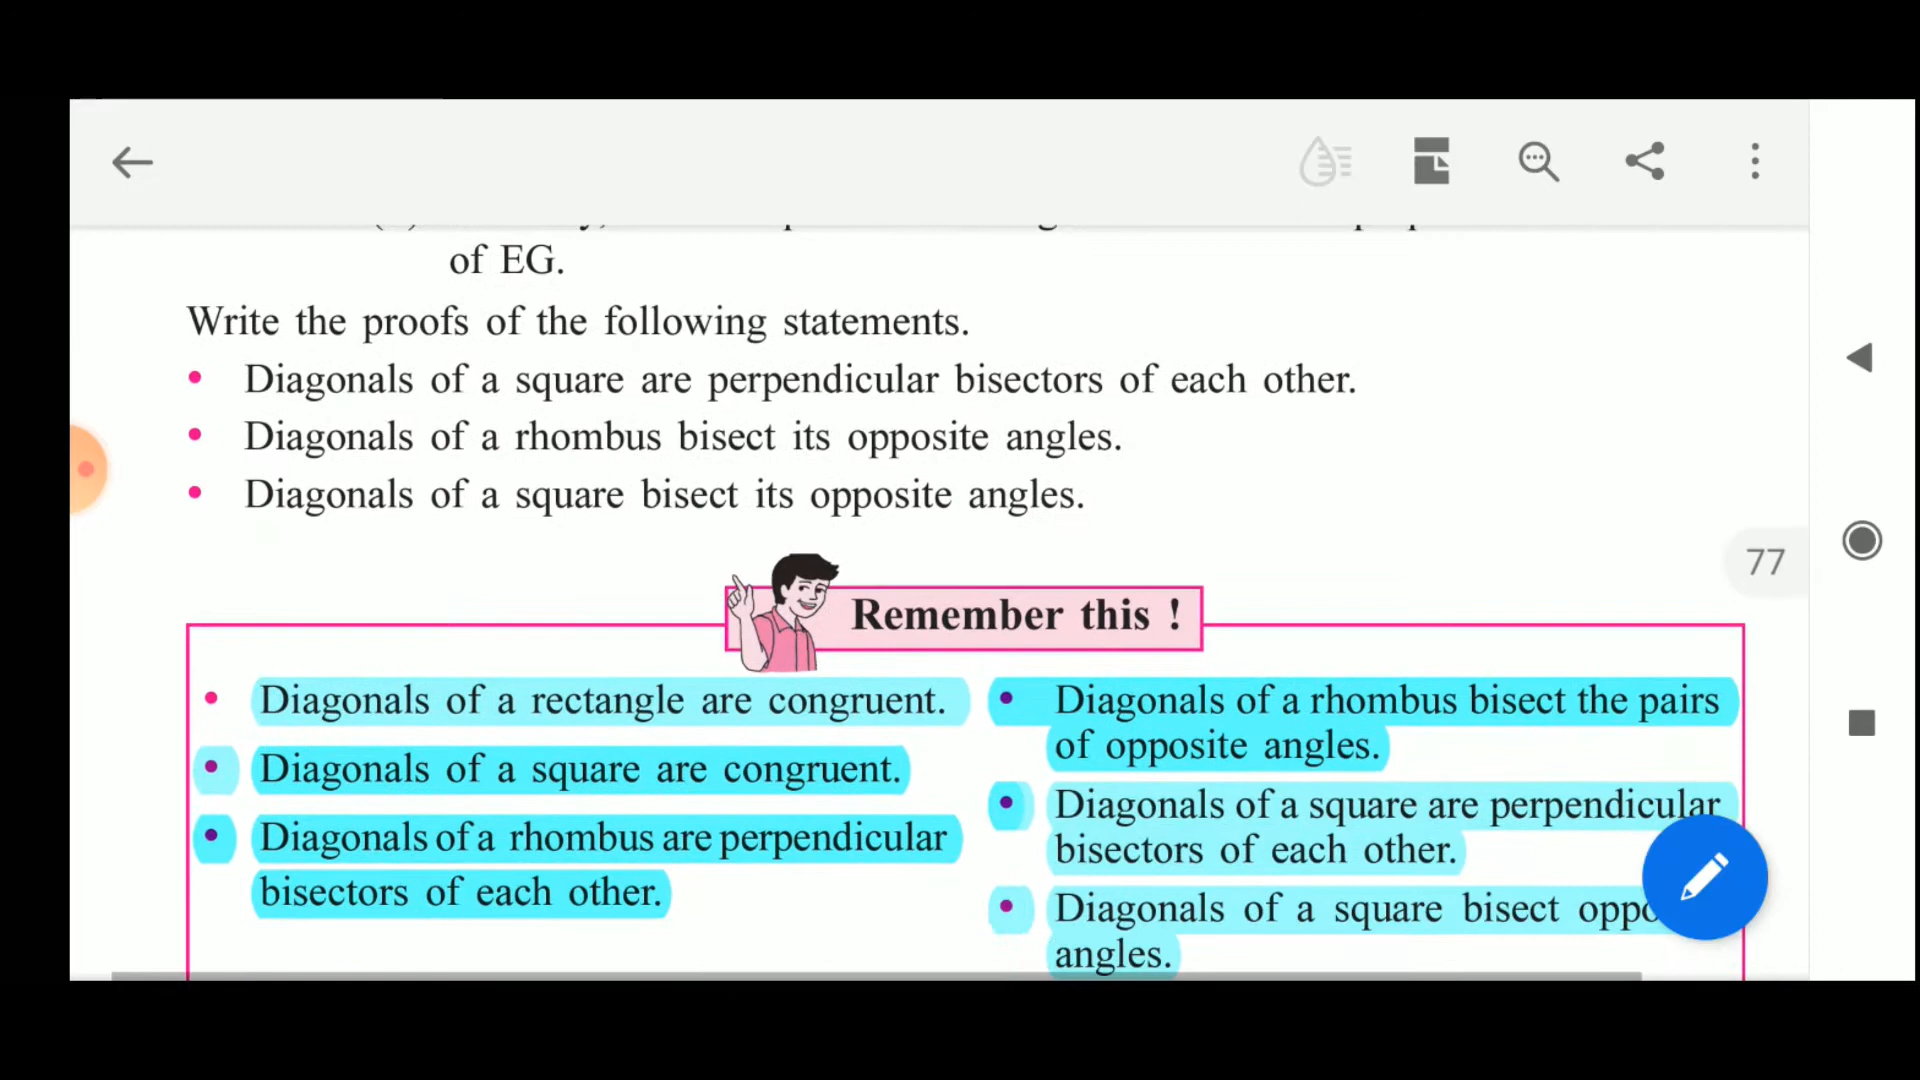 of EG.
Write the proofs of the following statements.
• Diagonals of a square are perpendicular bisectors of each other.
• Diagonals of a rhombus bisect its opposite angles.
• Diagonals of a square bisect its opposite angles.
77
Remember this !
• Diagonals of a rectangle are congruent.
• Diagonals of a square are congruent.
• Diagonals of a rhombus are perpendicular
bisectors of each other.
• Diagonals of a rhombus bisect the pairs
of opposite angles.
• Diagonals of a square are perpendicular
bisectors of each other.
• Diagonals of a square bisect oppo
angles.